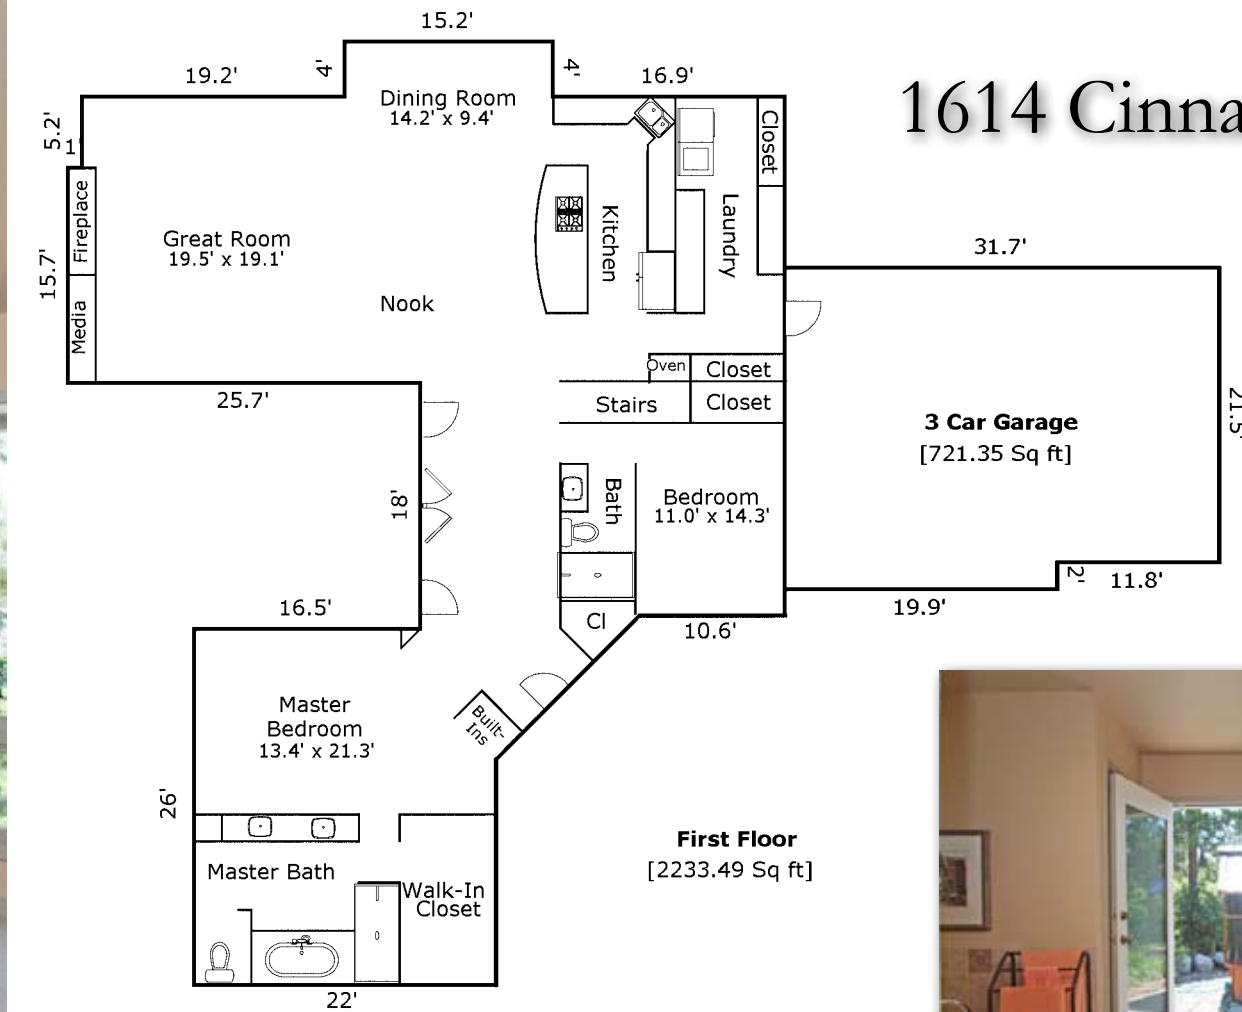 15.2'
19.2'
4'
4'
16.9'
1614 Cinna
Dining Room
14.2' x 9.4'
5.2'
1'
Closet
Fireplace
Great Room
19.5' x 19.1'
Kitchen
Laundry
31.7'
15.7'
Nook
Media
Oven
Closet
25.7'
Stairs
Closet
21.5'
3 Car Garage
[721.35 Sq ft]
18'
Bath
Bedroom
11.0' x 14.3'
2'
11.8'
16.5'
19.9'
Cl
10.6'
Master
Bedroom
13.4' x 21.3'
Built-
Ins
26'
First Floor
[2233.49 Sq ft]
Master Bath
Walk-In
Closet
22'